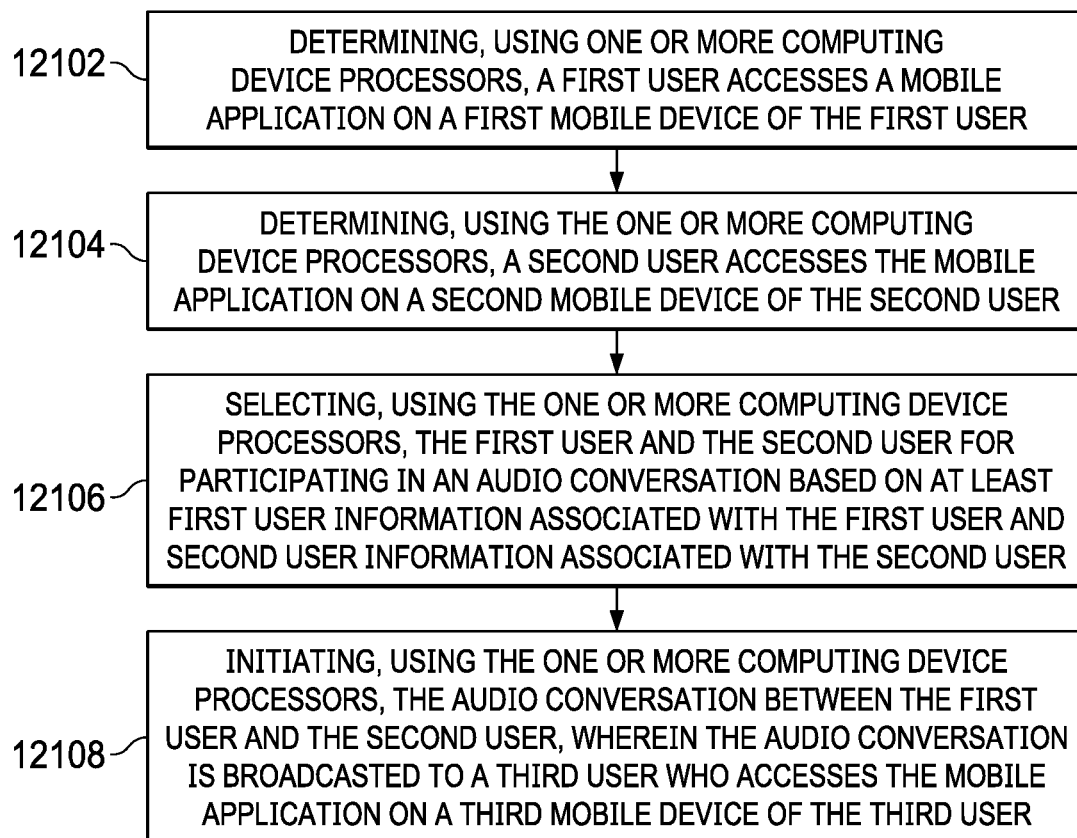 12102
DETERMINING, USING ONE OR MORE COMPUTING
DEVICE PROCESSORS, A FIRST USER ACCESSES A MOBILE
APPLICATION ON A FIRST MOBILE DEVICE OF THE FIRST USER
12104
DETERMINING, USING THE ONE OR MORE COMPUTING
DEVICE PROCESSORS, A SECOND USER ACCESSES THE MOBILE
APPLICATION ON A SECOND MOBILE DEVICE OF THE SECOND USER
12106
SELECTING, USING THE ONE OR MORE COMPUTING DEVICE
PROCESSORS, THE FIRST USER AND THE SECOND USER FOR
PARTICIPATING IN AN AUDIO CONVERSATION BASED ON AT LEAST
FIRST USER INFORMATION ASSOCIATED WITH THE FIRST USER AND
SECOND USER INFORMATION ASSOCIATED WITH THE SECOND USER
12108
INITIATING, USING THE ONE OR MORE COMPUTING DEVICE
PROCESSORS, THE AUDIO CONVERSATION BETWEEN THE FIRST
USER AND THE SECOND USER, WHEREIN THE AUDIO CONVERSATION
IS BROADCASTED TO A THIRD USER WHO ACCESSES THE MOBILE
APPLICATION ON A THIRD MOBILE DEVICE OF THE THIRD USER